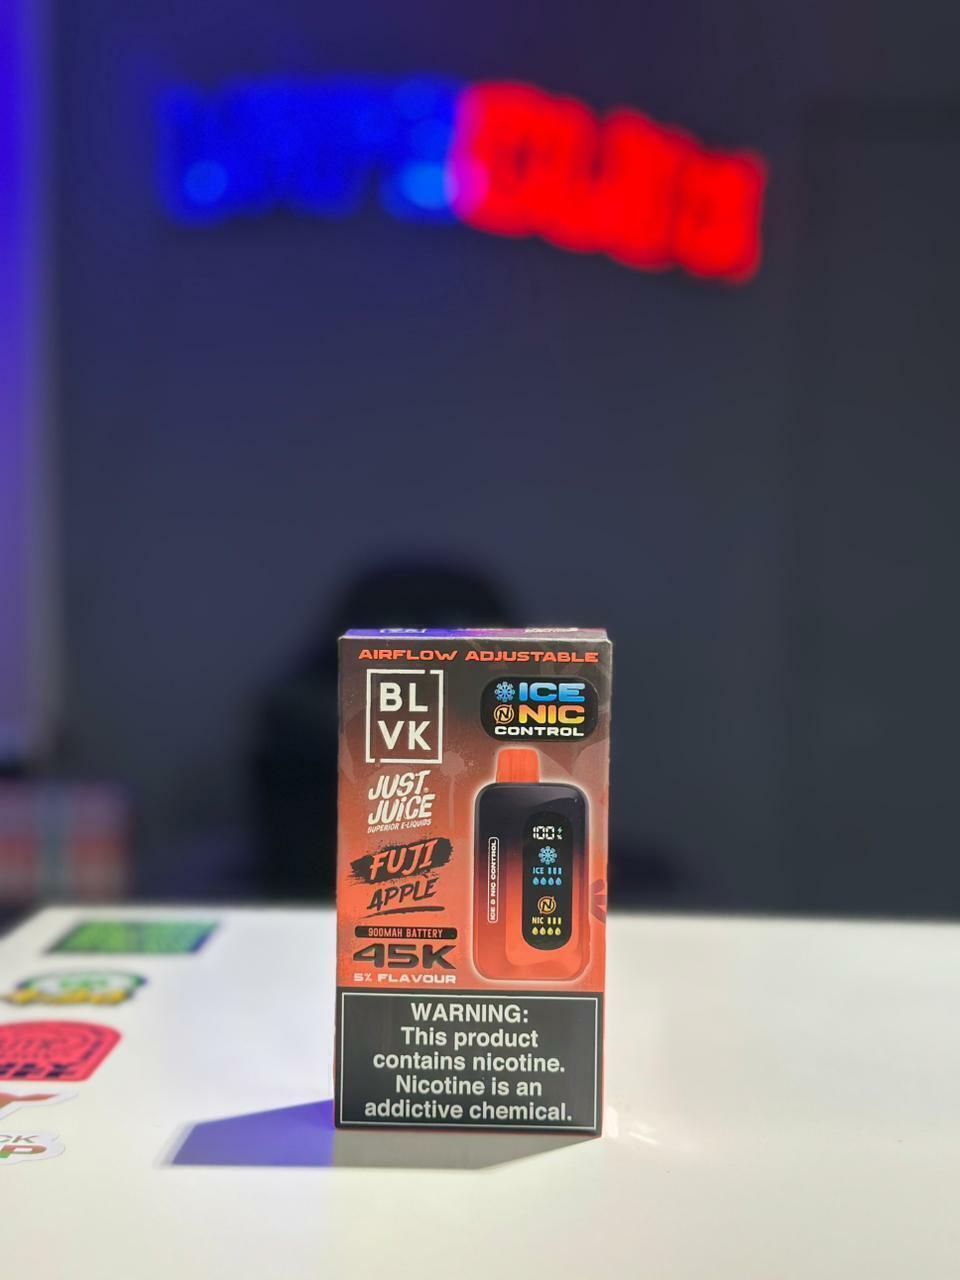 AIRFLOW ADJUSTABLE
BL
VK
ICE
NIC
CONTROL
JUST
JUICE
SUPERIOR E-LIQUIDS
FUJI
APPLE
900MAH BATTERY
45K
5% FLAVOUR
100%
ICE
NIC
ICE & NIC CONTROL
WARNING:
This product
contains nicotine.
Nicotine is an
addictive chemical.
CK
P